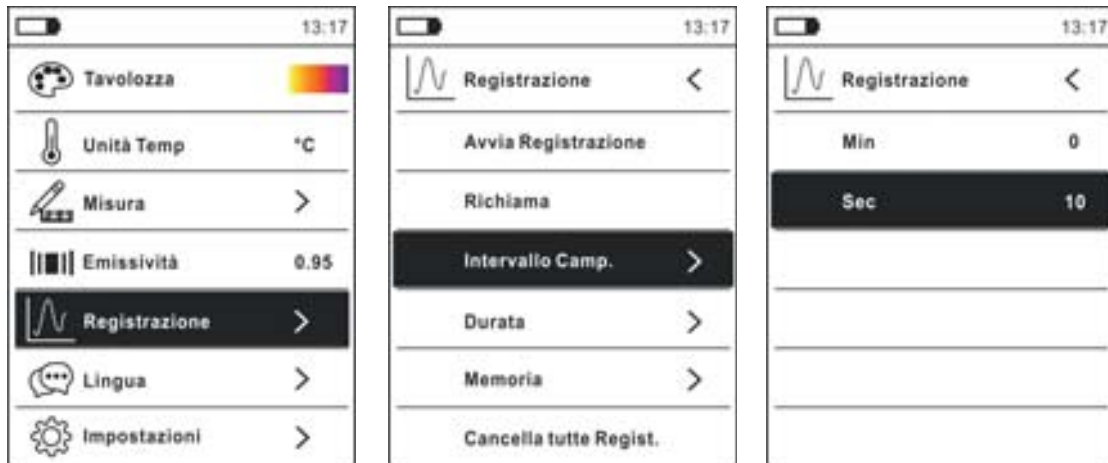 13:17
Tavolozza
Unità Temp °C
Misura >
Emissività 0.95
Registrazione >
Lingua >
Impostazioni >
13:17
Registrazione <
Avvia Registrazione
Richiama
Intervallo Camp. >
Durata >
Memoria >
Cancella tutte Regist.
13:17
Registrazione <
Min 0
Sec 10